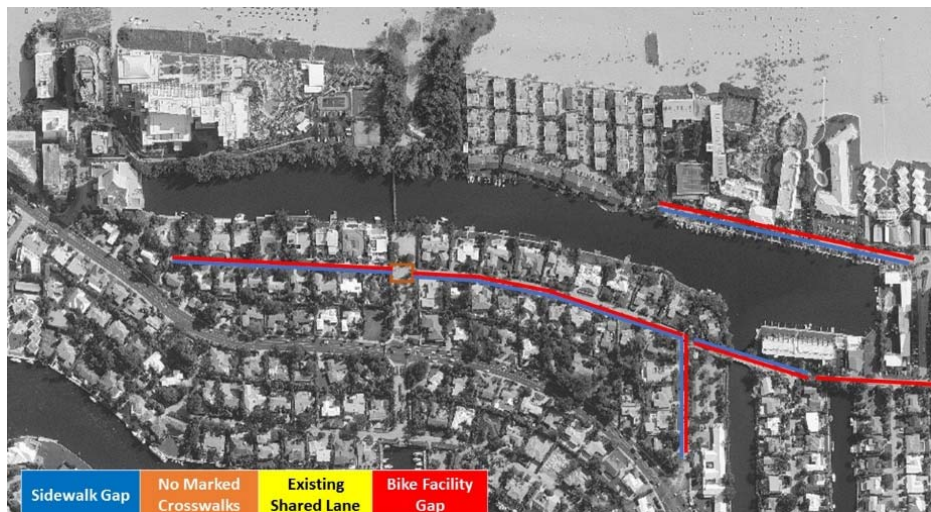 Sidewalk Gap
No Marked
Crosswalks
Existing
Shared Lane
Bike Facility
Gap